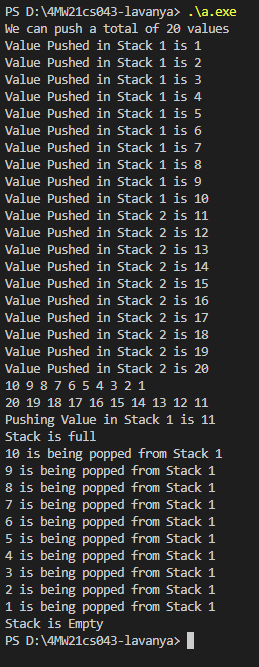 PS D:\4MW21cs043-lavanya> .\a.exe
We can push a total of 20 values
Value Pushed in Stack 1 is 1
Value Pushed in Stack 1 is 2
Value Pushed in Stack 1 is 3
Value Pushed in Stack 1 is 4
Value Pushed in Stack 1 is 5
Value Pushed in Stack 1 is 6
Value Pushed in Stack 1 is 7
Value Pushed in Stack 1 is 8
Value Pushed in Stack 1 is 9
Value Pushed in Stack 1 is 10
Value Pushed in Stack 2 is 11
Value Pushed in Stack 2 is 12
Value Pushed in Stack 2 is 13
Value Pushed in Stack 2 is 14
Value Pushed in Stack 2 is 15
Value Pushed in Stack 2 is 16
Value Pushed in Stack 2 is 17
Value Pushed in Stack 2 is 18
Value Pushed in Stack 2 is 19
Value Pushed in Stack 2 is 20
10 9 8 7 6 5 4 3 2 1
20 19 18 17 16 15 14 13 12 11
Pushing Value in Stack 1 is 11
Stack is full
10 is being popped from Stack 1
9 is being popped from Stack 1
8 is being popped from Stack 1
7 is being popped from Stack 1
6 is being popped from Stack 1
5 is being popped from Stack 1
4 is being popped from Stack 1
3 is being popped from Stack 1
2 is being popped from Stack 1
1 is being popped from Stack 1
Stack is Empty
PS D:\4MW21cs043-lavanya>